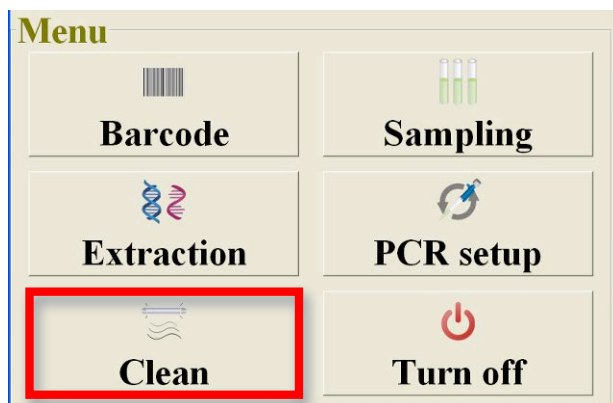 Menu
Barcode
Sampling
Extraction
PCR setup
Clean
Turn off